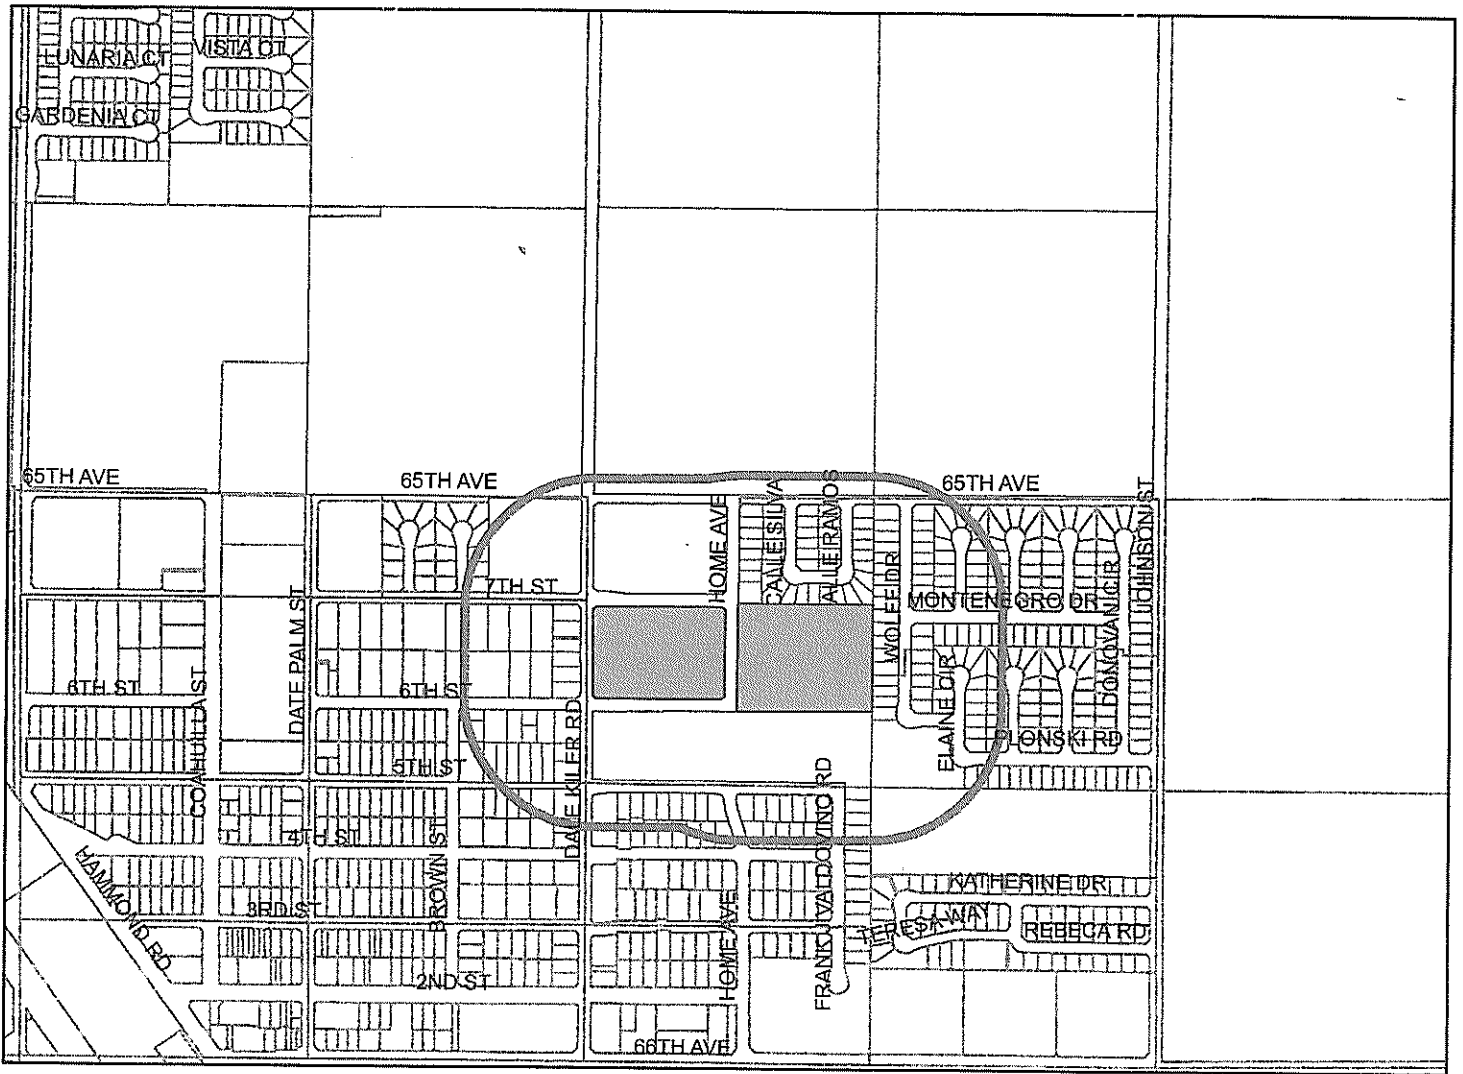 LUNARIA CT
VISTA CT
GARDENIA CT
65TH AVE
65TH AVE
65TH AVE
HOME AVE
CALLE SILVA
ALLE RAMOS
WOLFE DR
MONTENEGRO DR
DONOVAN CIR
JOHNSON ST
7TH ST
6TH ST
6TH ST
COAHUILLA ST
DATE PALM ST
DALE KILER RD
ELAINE CIR
PLONSKI RD
5TH ST
4TH ST
HAMMOND RD
BROWN ST
3RD ST
2ND ST
HOME AVE
FRANK J VALDOVINO RD
KATHERINE DR
TERESA WAY
REBECA RD
66TH AVE